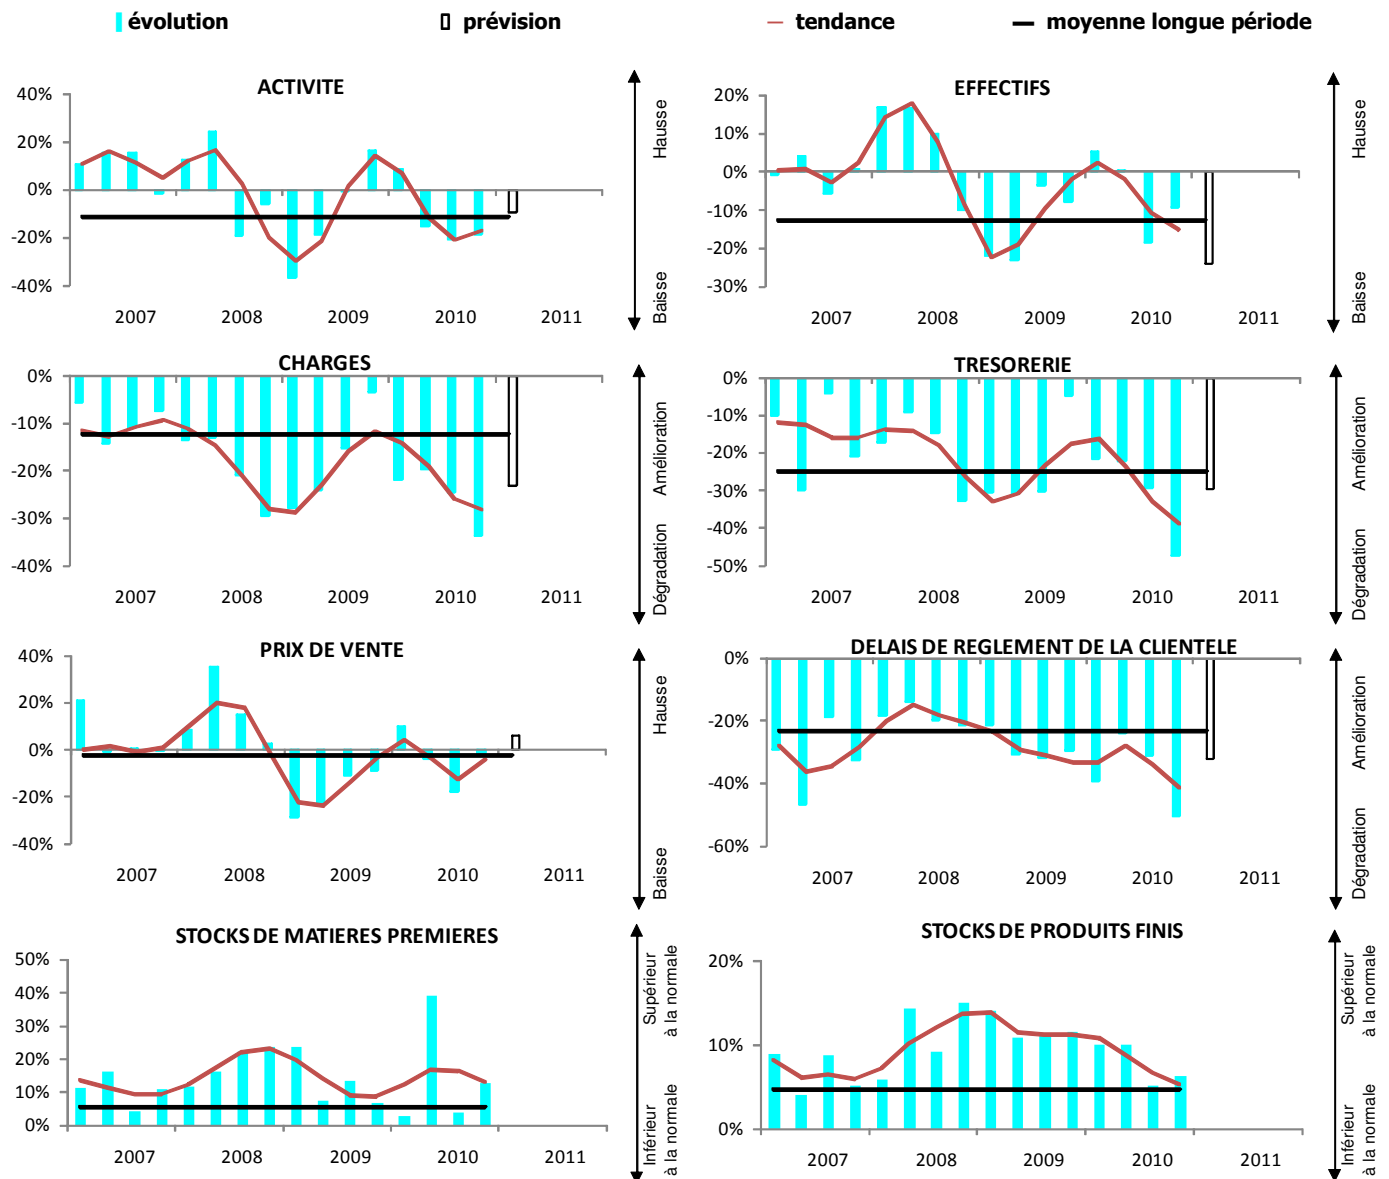 évolution prévision tendance moyenne longue période
ACTIVITE
40%
20%
0%
-20%
-40%
2007 2008 2009 2010 2011
Hausse
Baisse
EFFECTIFS
20%
10%
0%
-10%
-20%
-30%
2007 2008 2009 2010 2011
Hausse
Baisse
CHARGES
0%
-10%
-20%
-30%
-40%
2007 2008 2009 2010 2011
Amélioration
Dégradation
TRESORERIE
0%
-10%
-20%
-30%
-40%
-50%
2007 2008 2009 2010 2011
Amélioration
Dégradation
PRIX DE VENTE
40%
20%
0%
-20%
-40%
2007 2008 2009 2010 2011
Hausse
Baisse
DELAIS DE REGLEMENT DE LA CLIENTELE
0%
-20%
-40%
-60%
2007 2008 2009 2010 2011
Amélioration
Dégradation
STOCKS DE MATIERES PREMIERES
50%
40%
30%
20%
10%
0%
2007 2008 2009 2010 2011
Supérieur
à la normale
Inférieur
à la normale
STOCKS DE PRODUITS FINIS
20%
10%
0%
2007 2008 2009 2010 2011
Supérieur
à la normale
Inférieur
à la normale